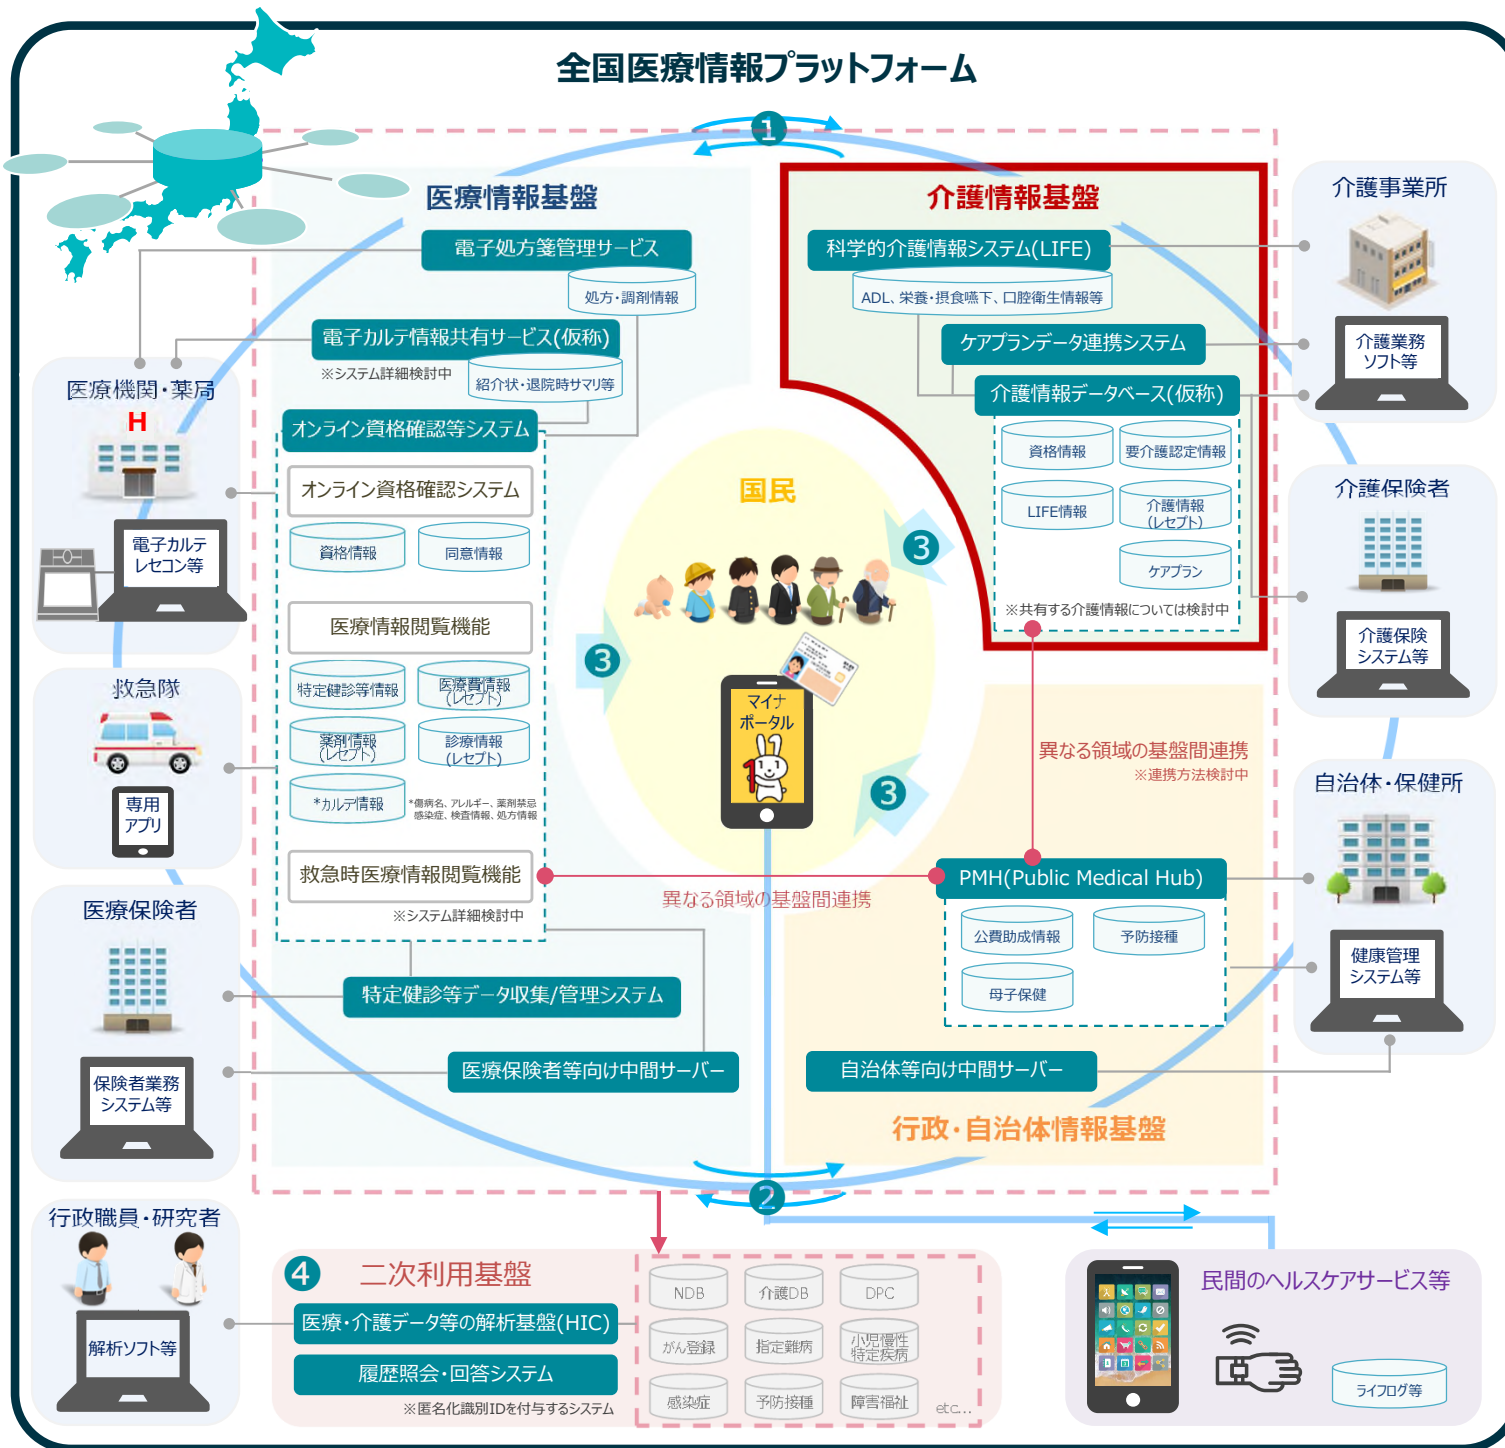 全国医療情報プラットフォーム
1
医療情報基盤
電子処方箋管理サービス
処方・調剤情報
電子カルテ情報共有サービス(仮称)
※システム詳細検討中
紹介状・退院時サマリ等
オンライン資格確認等システム
オンライン資格確認システム
資格情報
同意情報
医療情報閲覧機能
特定健診等情報
医療費情報
(レセプト)
薬剤情報
(レセプト)
診療情報
(レセプト)
*カルテ情報
*傷病名、アレルギー、薬剤禁忌
感染症、検査情報、処方情報
救急時医療情報閲覧機能
※システム詳細検討中
特定健診等データ収集/管理システム
医療保険者等向け中間サーバー
介護情報基盤
科学的介護情報システム(LIFE)
ADL、栄養・摂食嚥下、口腔衛生情報等
ケアプランデータ連携システム
介護情報データベース(仮称)
資格情報
要介護認定情報
LIFE情報
介護情報
(レセプト)
ケアプラン
※共有する介護情報については検討中
国民
3
3
3
マイナ
ポータル
1
異なる領域の基盤間連携
※連携方法検討中
異なる領域の基盤間連携
PMH(Public Medical Hub)
公費助成情報
予防接種
母子保健
自治体等向け中間サーバー
行政・自治体情報基盤
2
医療機関・薬局
H
電子カルテ
レセコン等
救急隊
専用
アプリ
医療保険者
保険者業務
システム等
行政職員・研究者
解析ソフト等
介護事業所
介護業務
ソフト等
介護保険者
介護保険
システム等
自治体・保健所
健康管理
システム等
4
二次利用基盤
医療・介護データ等の解析基盤(HIC)
履歴照会・回答システム
※匿名化識別IDを付与するシステム
NDB
介護DB
DPC
がん登録
指定難病
小児慢性
特定疾病
感染症
予防接種
障害福祉
etc...
民間のヘルスケアサービス等
ライフログ等